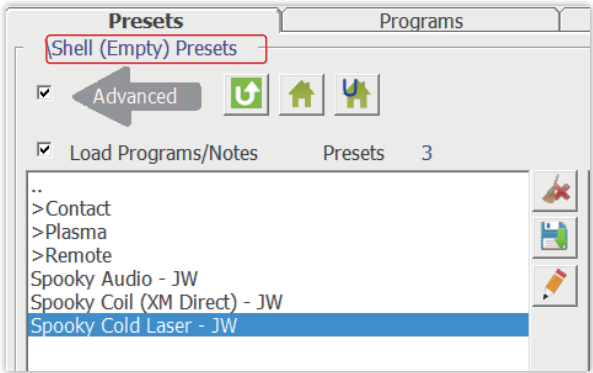 Presets Programs
\Shell (Empty) Presets
Advanced
Load Programs/Notes Presets 3
..
>Contact
>Plasma
>Remote
Spooky Audio - JW
Spooky Coil (XM Direct) - JW
Spooky Cold Laser - JW